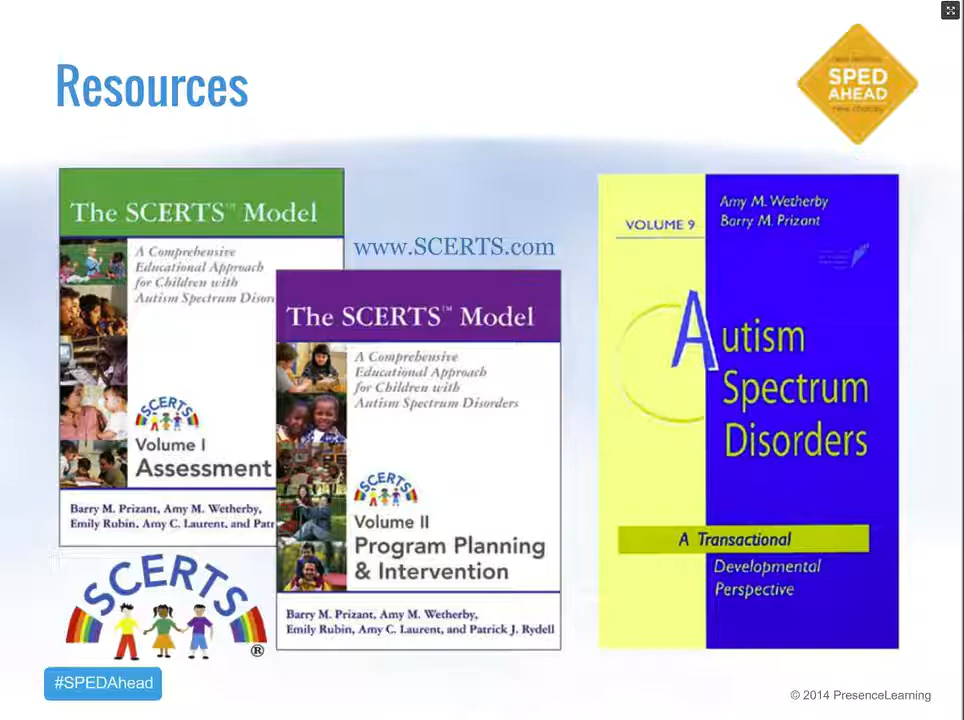 Resources
SPED
AHEAD
new choices
The SCERTS™ Model
A Comprehensive
Educational Approach
for Children with
Autism Spectrum Disor
SCERTS
Volume I
Assessment
Barry M. Prizant, Amy M. Wetherby,
Emily Rubin, Amy C. Laurent, and Pat
www.SCERTS.com
The SCERTS™ Model
A Comprehensive
Educational Approach
for Children with
Autism Spectrum Disorders
SCERTS
Volume II
Program Planning
& Intervention
Barry M. Prizant, Amy M. Wetherby,
Emily Rubin, Amy C. Laurent, and Patrick J. Rydell
VOLUME 9
Amy M. Wetherby
Barry M. Prizant
Autism
Spectrum
Disorders
A Transactional
Developmental
Perspective
SCERTS
®
#SPEDAhead
© 2014 PresenceLearning